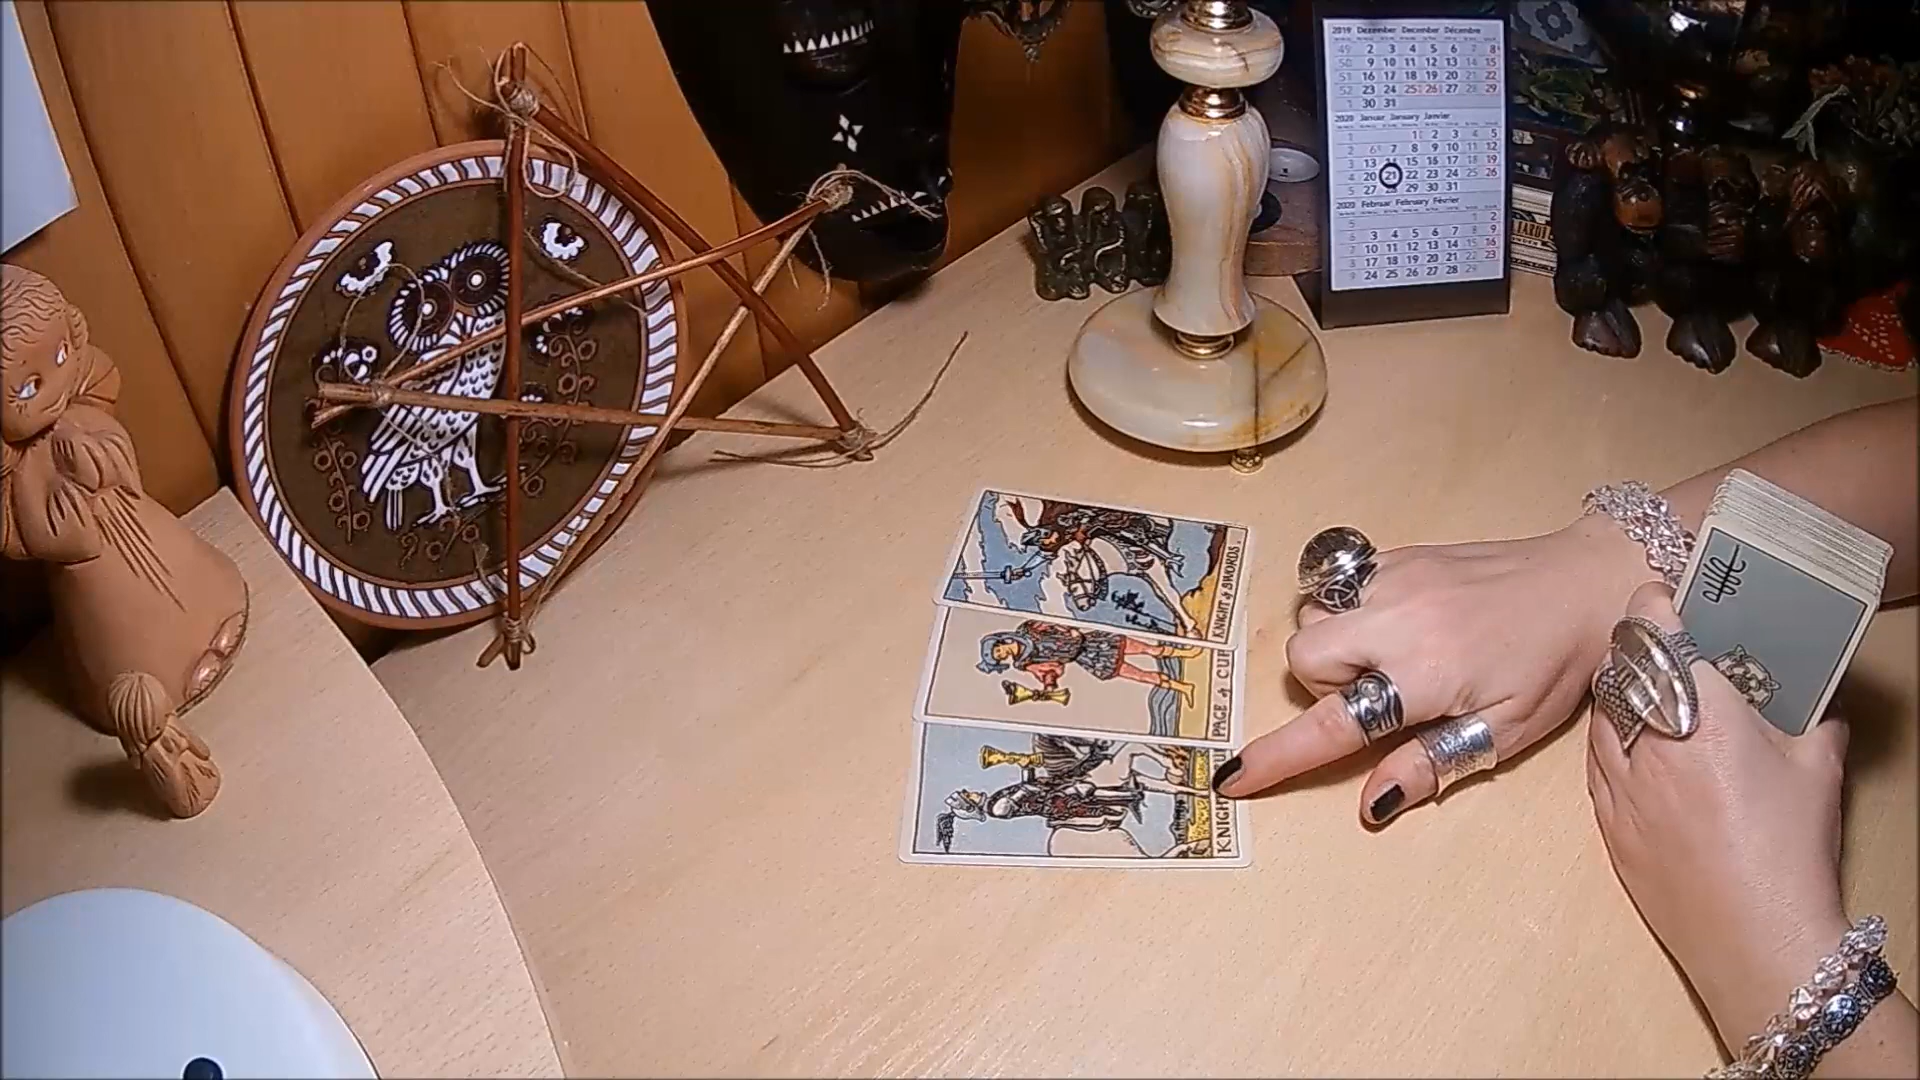 2019 Dezember December Décembre
49 2 3 4 5 6 7 8
50 9 10 11 12 13 14 15
51 16 17 18 19 20 21 22
52 23 24 25 26 27 28 29
1 30 31
2020 Januar January Janvier
1 1 2 3 4 5
2 6 7 8 9 10 11 12
3 13 14 15 16 17 18 19
4 20 21 22 23 24 25 26
5 27 28 29 30 31
2020 Februar February Février
5 1 2
6 3 4 5 6 7 8 9
7 10 11 12 13 14 15 16
8 17 18 19 20 21 22 23
9 24 25 26 27 28 29
TAROT
KNIGHT of SWORDS.
PAGE of CUP
KNIGHT